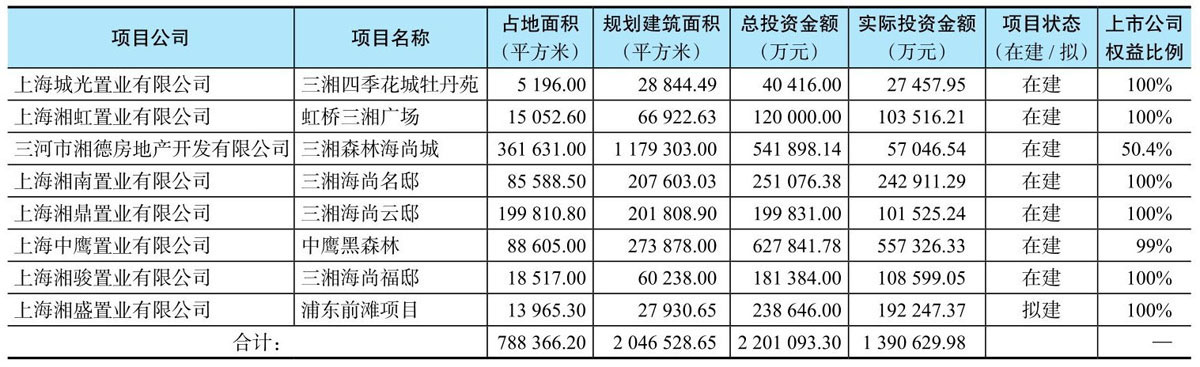 项目公司 项目名称 占地面积（平方米） 规划建筑面积（平方米） 总投资金额（万元） 实际投资金额（万元） 项目状态（在建/拟） 上市公司权益比例
上海城光置业有限公司 三湘四季花城牡丹苑 5 196.00 28 844.49 40 416.00 27 457.95 在建 100%
上海湘虹置业有限公司 虹桥三湘广场 15 052.60 66 922.63 120 000.00 103 516.21 在建 100%
三河市湘德房地产开发有限公司 三湘森林海尚城 361 631.00 1 179 303.00 541 898.14 57 046.54 在建 50.4%
上海湘南置业有限公司 三湘海尚名邸 85 588.50 207 603.03 251 076.38 242 911.29 在建 100%
上海湘鼎置业有限公司 三湘海尚云邸 199 810.80 201 808.90 199 831.00 101 525.24 在建 100%
上海中鹰置业有限公司 中鹰黑森林 88 605.00 273 878.00 627 841.78 557 326.33 在建 99%
上海湘骏置业有限公司 三湘海尚福邸 18 517.00 60 238.00 181 384.00 108 599.05 在建 100%
上海湘盛置业有限公司 浦东前滩项目 13 965.30 27 930.65 238 646.00 192 247.37 拟建 100%
合计： 788 366.20 2 046 528.65 2 201 093.30 1 390 629.98 —